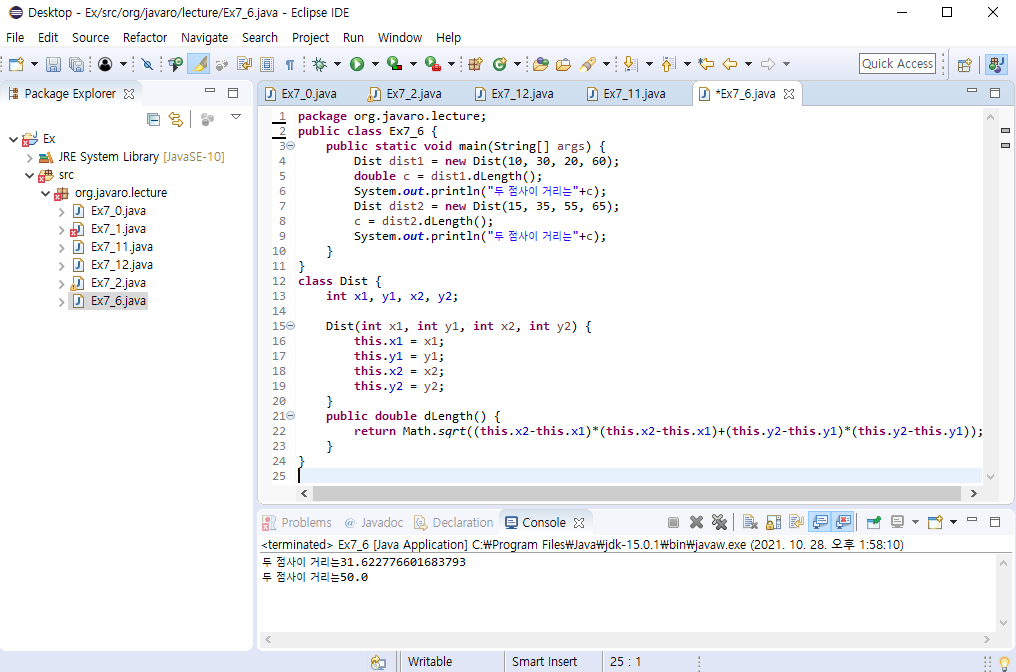 Desktop - Ex/src/org/javaro/lecture/Ex7_6.java - Eclipse IDE
File Edit Source Refactor Navigate Search Project Run Window Help
Quick Access
Package Explorer
Ex7_0.java Ex7_2.java Ex7_12.java Ex7_11.java *Ex7_6.java
Ex
JRE System Library [JavaSE-10]
src
org.javaro.lecture
Ex7_0.java
Ex7_1.java
Ex7_11.java
Ex7_12.java
Ex7_2.java
Ex7_6.java
1 package org.javaro.lecture;
2 public class Ex7_6 {
3 public static void main(String[] args) {
4 Dist dist1 = new Dist(10, 30, 20, 60);
5 double c = dist1.dLength();
6 System.out.println("두 점사이 거리는"+c);
7 Dist dist2 = new Dist(15, 35, 55, 65);
8 c = dist2.dLength();
9 System.out.println("두 점사이 거리는"+c);
10 }
11 }
12 class Dist {
13 int x1, y1, x2, y2;
14
15 Dist(int x1, int y1, int x2, int y2) {
16 this.x1 = x1;
17 this.y1 = y1;
18 this.x2 = x2;
19 this.y2 = y2;
20 }
21 public double dLength() {
22 return Math.sqrt((this.x2-this.x1)*(this.x2-this.x1)+(this.y2-this.y1)*(this.y2-this.y1));
23 }
24 }
25
Problems @ Javadoc Declaration Console
<terminated> Ex7_6 [Java Application] C:₩Program Files₩Java₩jdk-15.0.1₩bin₩javaw.exe (2021. 10. 28. 오후 1:58:10)
두 점사이 거리는31.622776601683793
두 점사이 거리는50.0
Writable Smart Insert 25 : 1